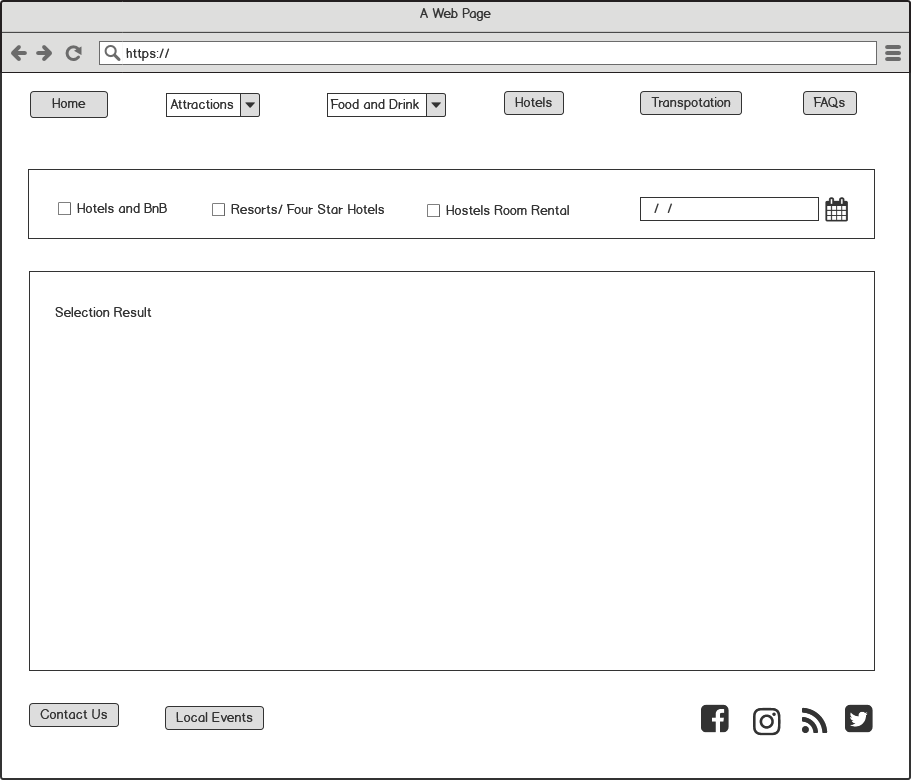 A Web Page
https://
Home
Attractions
Food and Drink
Hotels
Transpotation
FAQs
Hotels and BnB
Resorts/ Four Star Hotels
Hostels Room Rental
/ /
Selection Result
Contact Us
Local Events